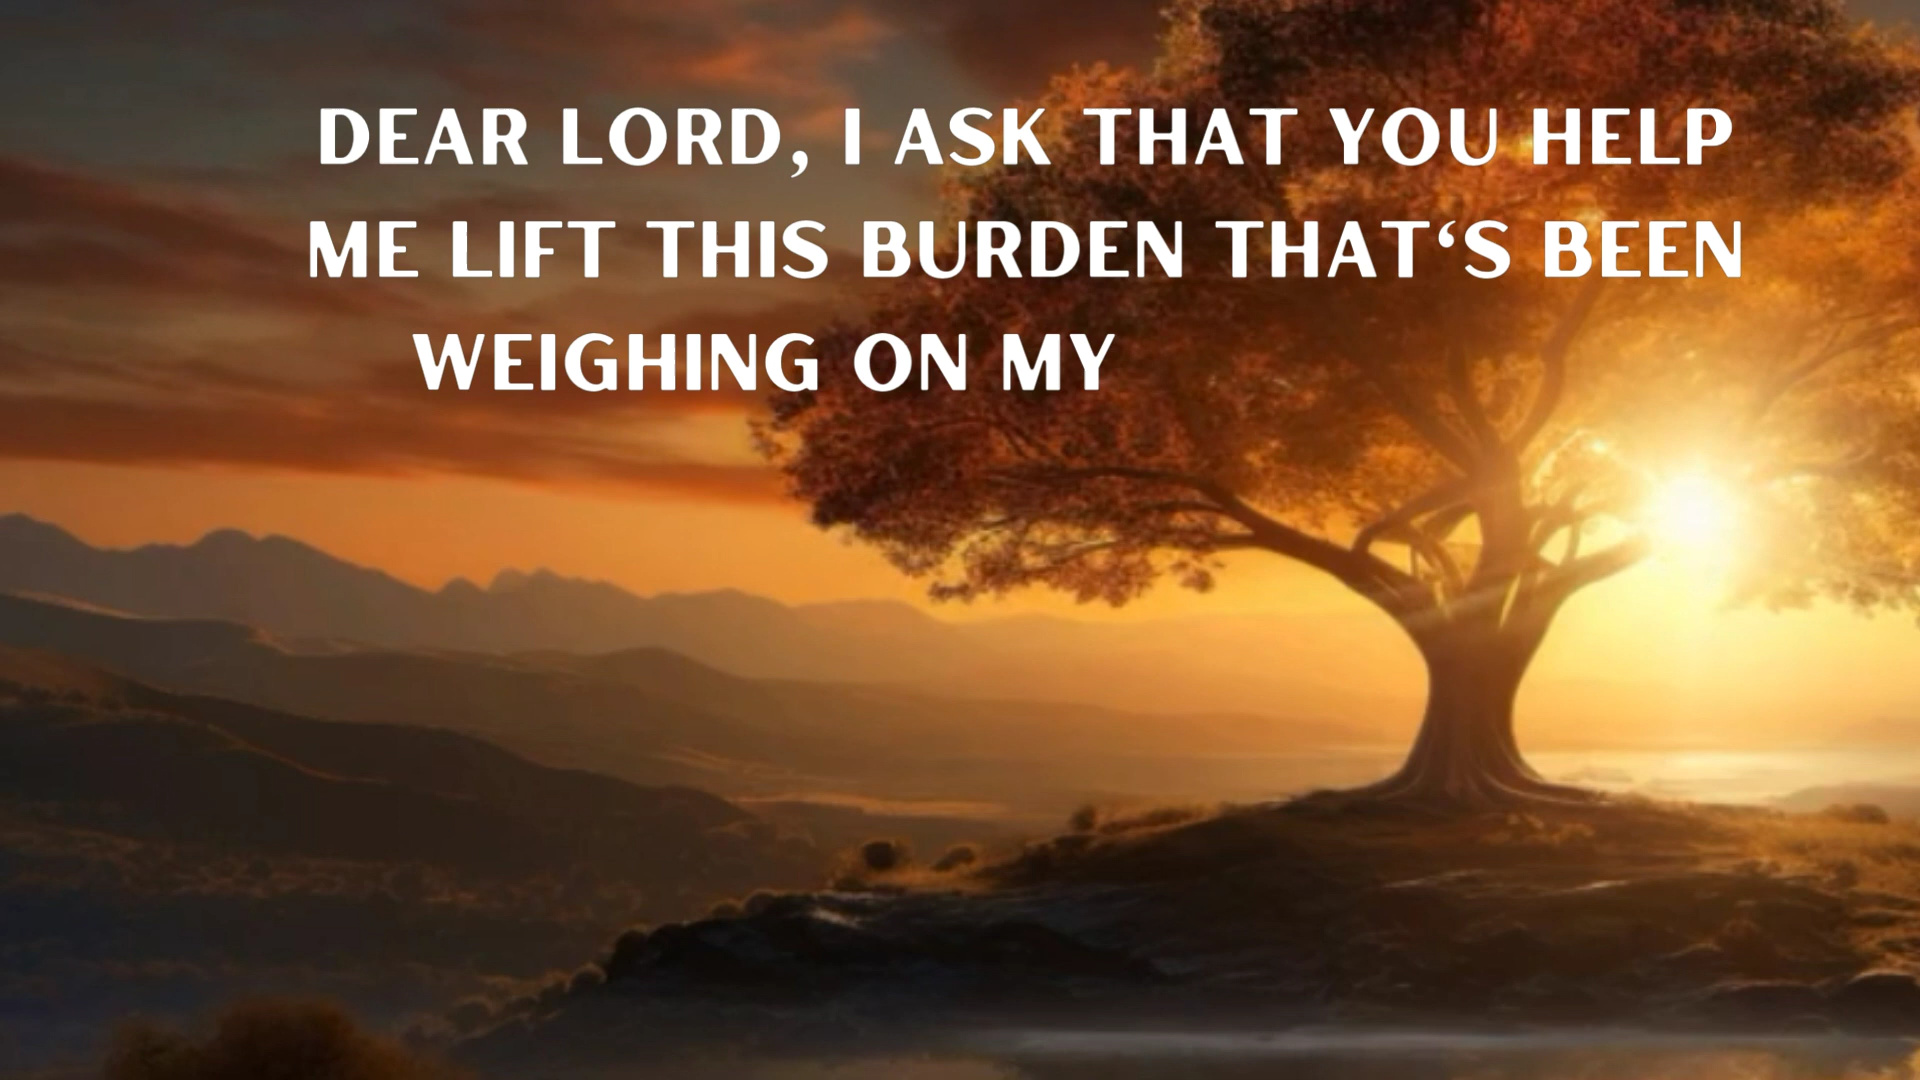 DEAR LORD, I ASK THAT YOU HELP
ME LIFT THIS BURDEN THAT‘S BEEN
WEIGHING ON MY